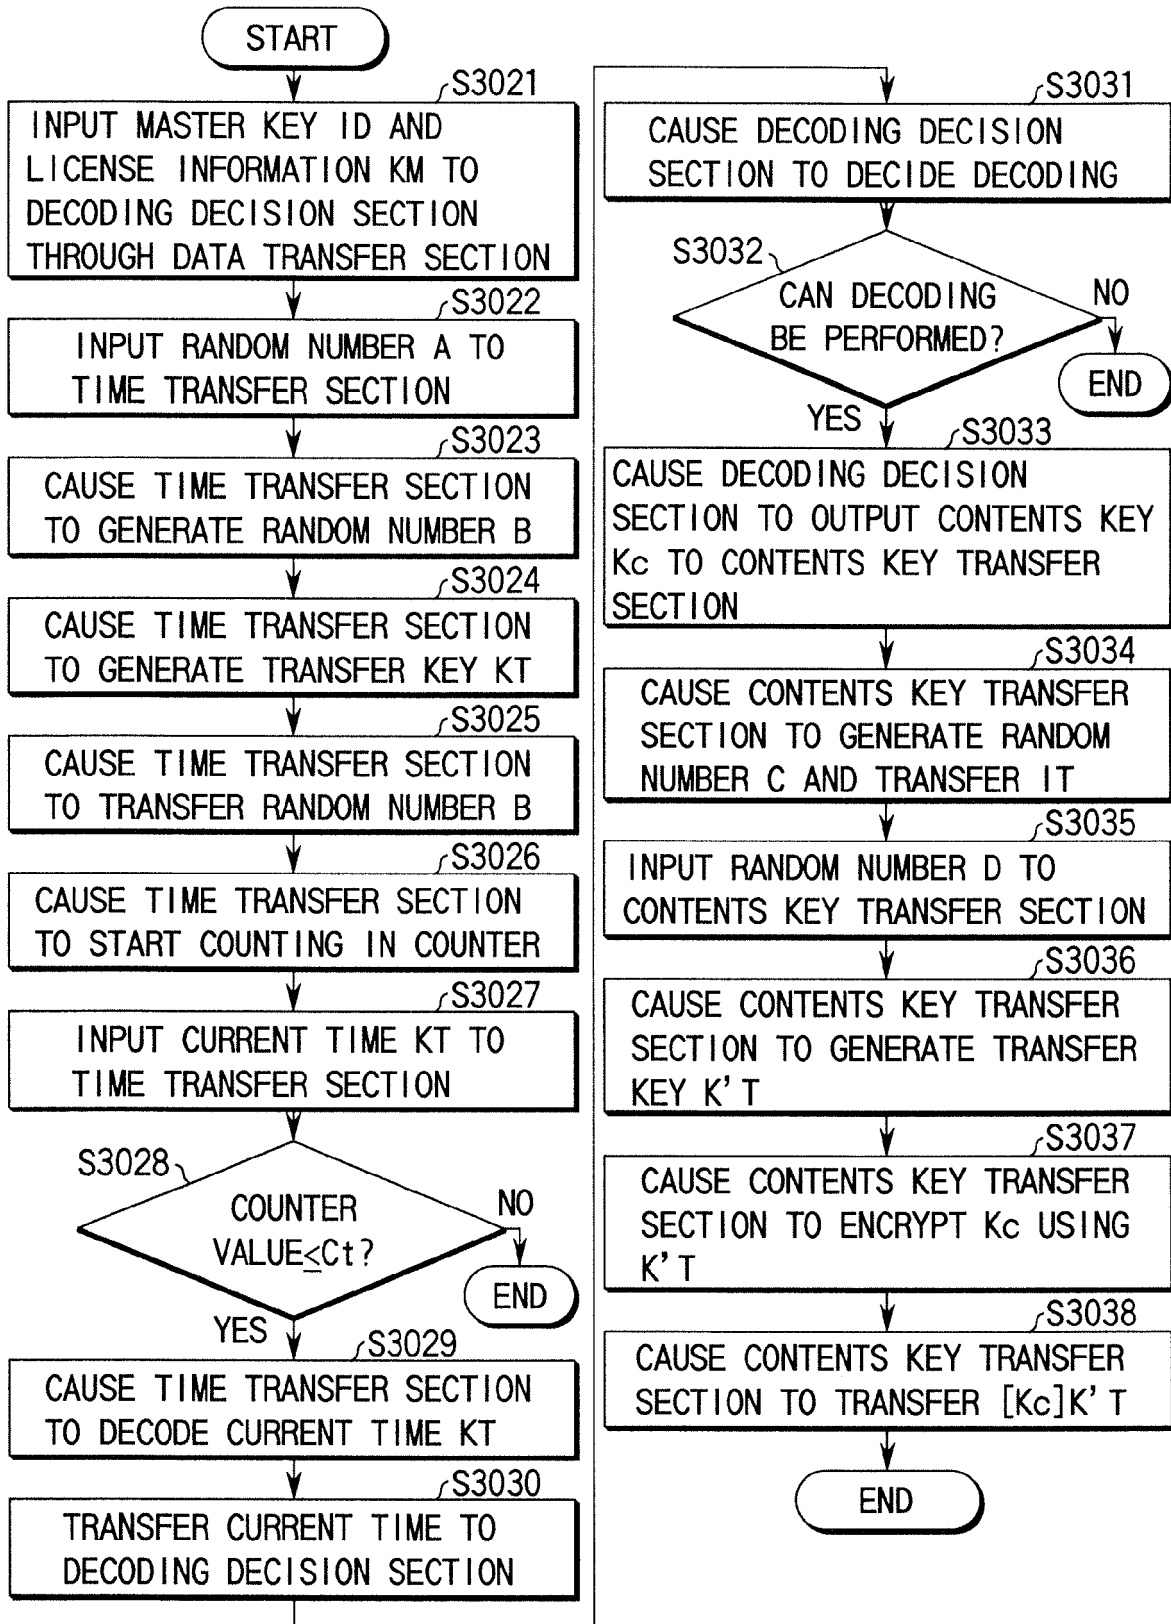 START
S3021
INPUT MASTER KEY ID AND
LICENSE INFORMATION KM TO
DECODING DECISION SECTION
THROUGH DATA TRANSFER SECTION
S3022
INPUT RANDOM NUMBER A TO
TIME TRANSFER SECTION
S3023
CAUSE TIME TRANSFER SECTION
TO GENERATE RANDOM NUMBER B
S3024
CAUSE TIME TRANSFER SECTION
TO GENERATE TRANSFER KEY KT
S3025
CAUSE TIME TRANSFER SECTION
TO TRANSFER RANDOM NUMBER B
S3026
CAUSE TIME TRANSFER SECTION
TO START COUNTING IN COUNTER
S3027
INPUT CURRENT TIME KT TO
TIME TRANSFER SECTION
S3028
COUNTER
VALUE≤Ct?
NO
END
YES
S3029
CAUSE TIME TRANSFER SECTION
TO DECODE CURRENT TIME KT
S3030
TRANSFER CURRENT TIME TO
DECODING DECISION SECTION
S3031
CAUSE DECODING DECISION
SECTION TO DECIDE DECODING
S3032
CAN DECODING
BE PERFORMED?
NO
END
YES
S3033
CAUSE DECODING DECISION
SECTION TO OUTPUT CONTENTS KEY
Kc TO CONTENTS KEY TRANSFER
SECTION
S3034
CAUSE CONTENTS KEY TRANSFER
SECTION TO GENERATE RANDOM
NUMBER C AND TRANSFER IT
S3035
INPUT RANDOM NUMBER D TO
CONTENTS KEY TRANSFER SECTION
S3036
CAUSE CONTENTS KEY TRANSFER
SECTION TO GENERATE TRANSFER
KEY K'T
S3037
CAUSE CONTENTS KEY TRANSFER
SECTION TO ENCRYPT Kc USING
K'T
S3038
CAUSE CONTENTS KEY TRANSFER
SECTION TO TRANSFER [Kc]K'T
END